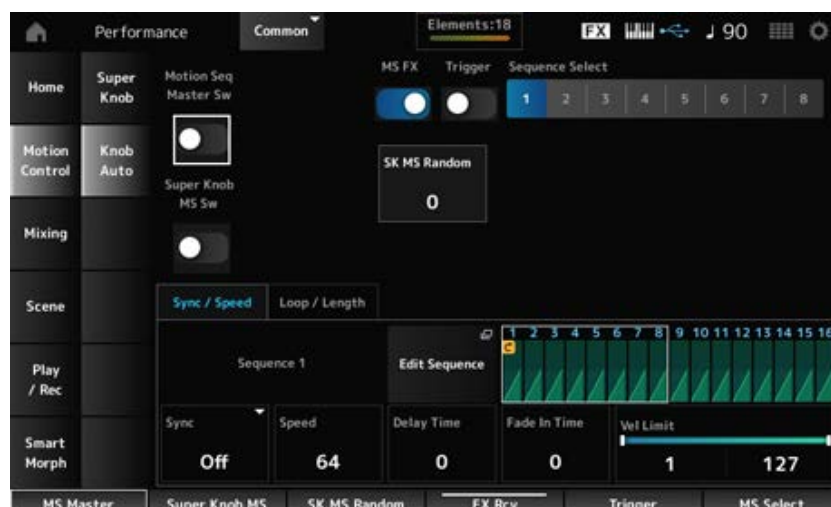 Performance
Common
Elements:18
FX
♩ 90
Home
Super
Knob
Motion Seq
Master Sw
MS FX
Trigger
Sequence Select
1 2 3 4 5 6 7 8
Motion
Control
Knob
Auto
SK MS Random
0
Super Knob
MS Sw
Mixing
Scene
Sync / Speed
Loop / Length
Play
/ Rec
Sequence 1
Edit Sequence
1 2 3 4 5 6 7 8 9 10 11 12 13 14 15 16
C
Smart
Morph
Sync
Off
Speed
64
Delay Time
0
Fade In Time
0
Vel Limit
1
127
MS Master
Super Knob MS
SK MS Random
FX Rcv
Trigger
MS Select